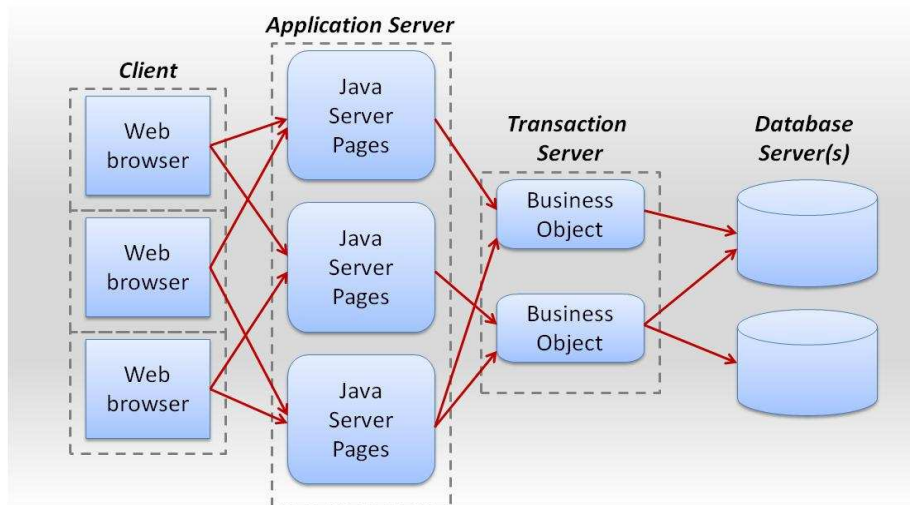 Application Server
Client
Java
Server
Pages
Web
browser
Transaction
Server
Database
Server(s)
Business
Object
Web
browser
Java
Server
Pages
Business
Object
Web
browser
Java
Server
Pages